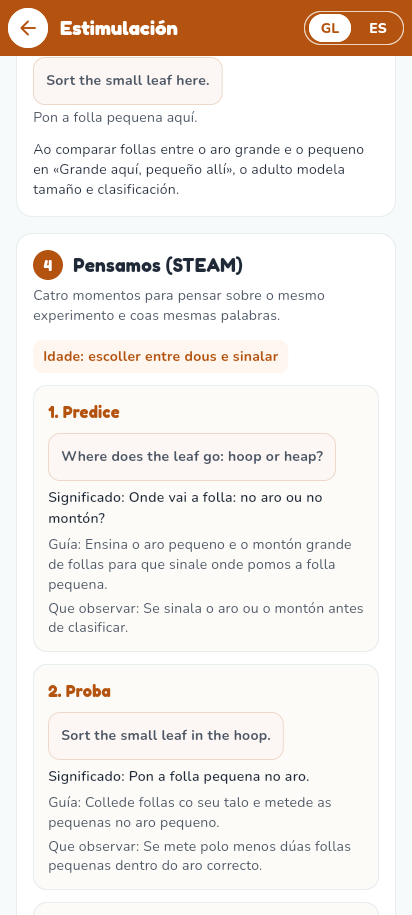 Estimulación
GL ES
Sort the small leaf here.
Pon a folla pequena aquí.
Ao comparar follas entre o aro grande e o pequeno
en «Grande aquí, pequeño allí», o adulto modela
tamaño e clasificación.
4 Pensamos (STEAM)
Catro momentos para pensar sobre o mesmo
experimento e coas mesmas palabras.
Idade: escoller entre dous e sinalar
1. Predice
Where does the leaf go: hoop or heap?
Significado: Onde vai a folla: no aro ou no
montón?
Guía: Ensina o aro pequeno e o montón grande
de follas para que sinale onde pomos a folla
pequena.
Que observar: Se sinala o aro ou o montón antes
de clasificar.
2. Proba
Sort the small leaf in the hoop.
Significado: Pon a folla pequena no aro.
Guía: Collede follas co seu talo e metede as
pequenas no aro pequeno.
Que observar: Se mete polo menos dúas follas
pequenas dentro do aro correcto.